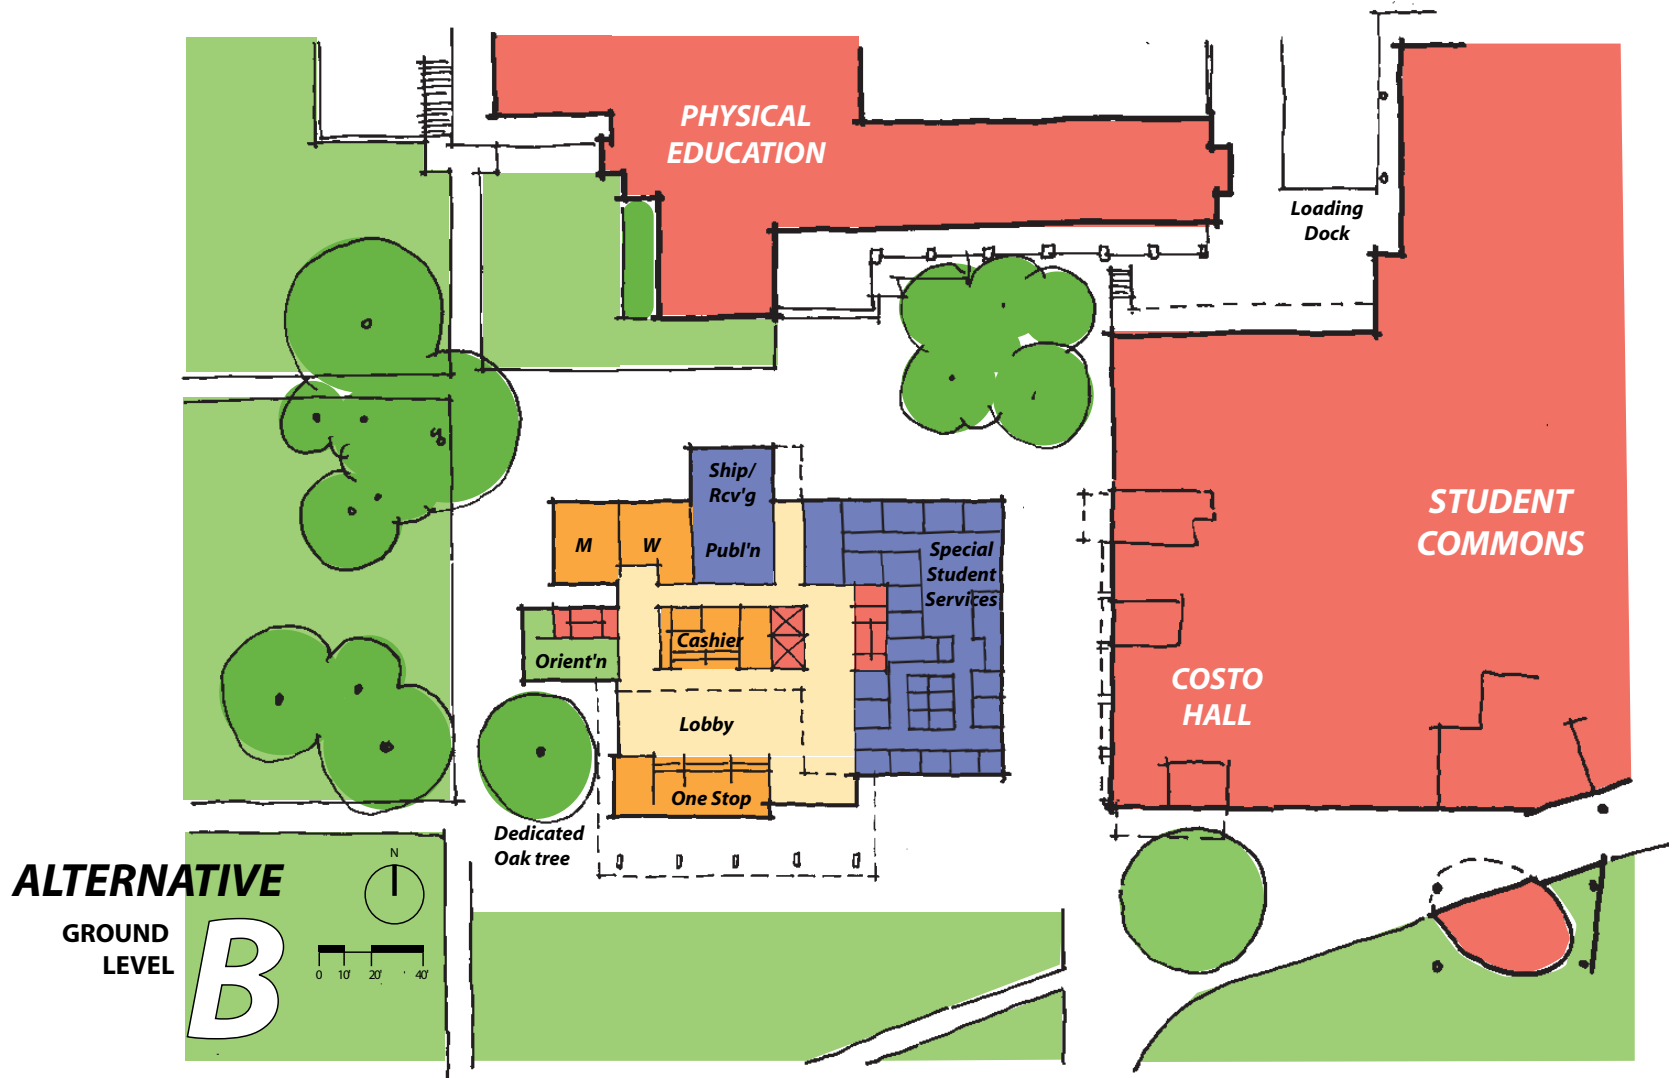 PHYSICAL
EDUCATION
Loading
Dock
STUDENT
COMMONS
Ship/
Rcv'g
Publ'n
M
W
Special
Student
Services
Cashier
Orient'n
Lobby
One Stop
COSTO
HALL
Dedicated
Oak tree
ALTERNATIVE
GROUND
LEVEL
B
N
0 10' 20' 40'